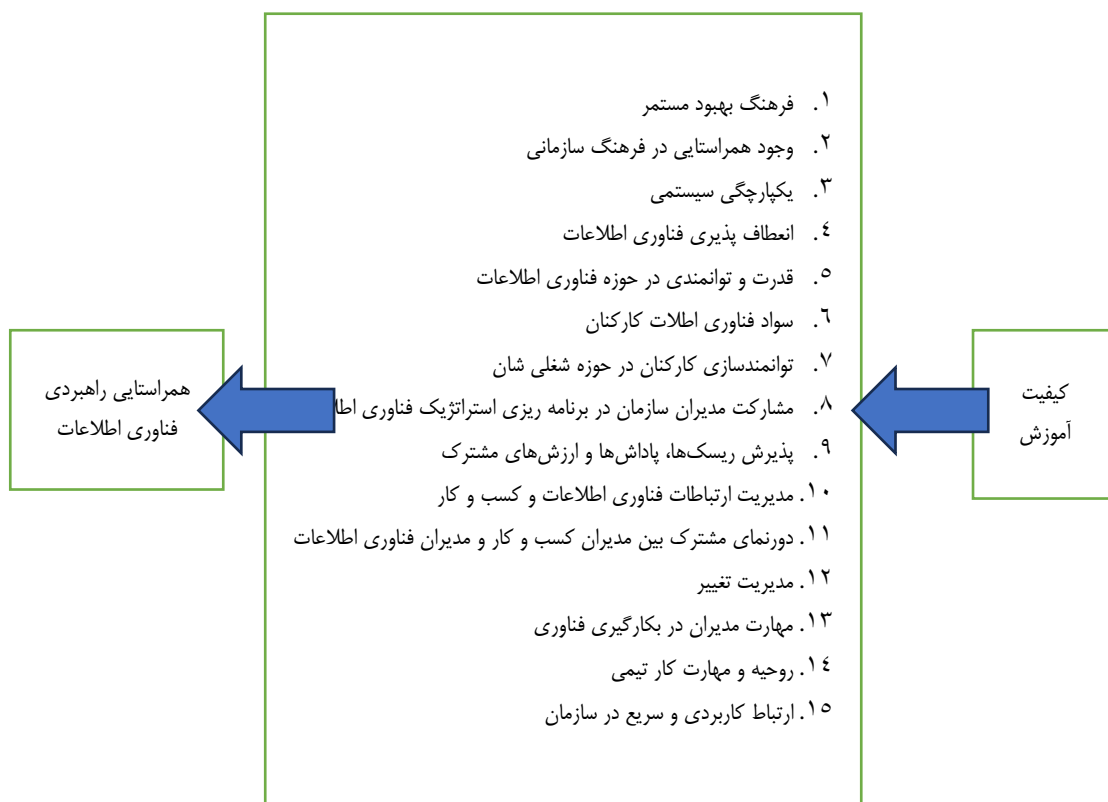 کیفیت
آموزش
۱. فرهنگ بهبود مستمر
۲. وجود همراستایی در فرهنگ سازمانی
۳. یکپارچگی سیستمی
٤. انعطاف پذیری فناوری اطلاعات
٥. قدرت و توانمندی در حوزه فناوری اطلاعات
٦. سواد فناوری اطلات کارکنان
۷. توانمندسازی کارکنان در حوزه شغلی شان
۸. مشارکت مدیران سازمان در برنامه ریزی استراتژیک فناوری
۹. پذیرش ریسک‌ها، پاداش‌ها و ارزش‌های مشترک
۱۰. مدیریت ارتباطات فناوری اطلاعات و کسب و کار
۱۱. دورنمای مشترک بین مدیران کسب و کار و مدیران فناوری اطلاعات
۱۲. مدیریت تغییر
۱۳. مهارت مدیران در بکارگیری فناوری
۱٤. روحیه و مهارت کار تیمی
۱٥. ارتباط کاربردی و سریع در سازمان
همراستایی راهبردی
فناوری اطلاعات